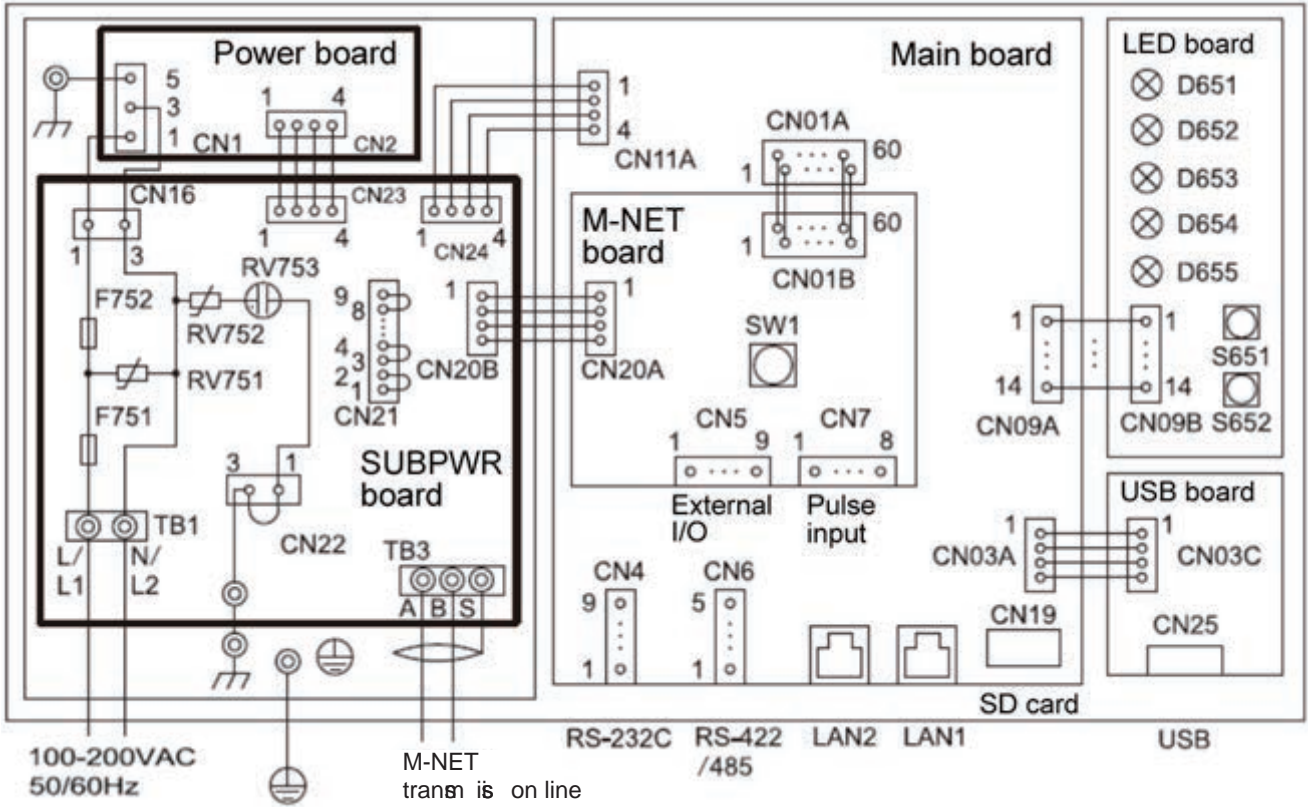 Power board
5
3
1
CN1
1 4
CN2
CN16
1 3
CN23
1 4
CN24
1 4
F752
RV753
RV752
RV751
F751
9
8
4
3
2
1
CN21
1
CN20B
SUBPWR
board
3 1
CN22
TB1
L/
L1
N/
L2
TB3
A B S
100-200VAC
50/60Hz
M-NET
transm is on line
Main board
1
4
CN11A
CN01A
1 60
M-NET
board
1 60
CN01B
1
CN20A
SW1
CN5
1 9
External
I/O
CN7
1 8
Pulse
input
CN4
9
1
RS-232C
CN6
5
1
RS-422
/485
LAN2
LAN1
1
14
CN09A
1
CN03A
CN19
SD card
LED board
D651
D652
D653
D654
D655
1
14
CN09B
S651
S652
USB board
1
CN03C
CN25
USB